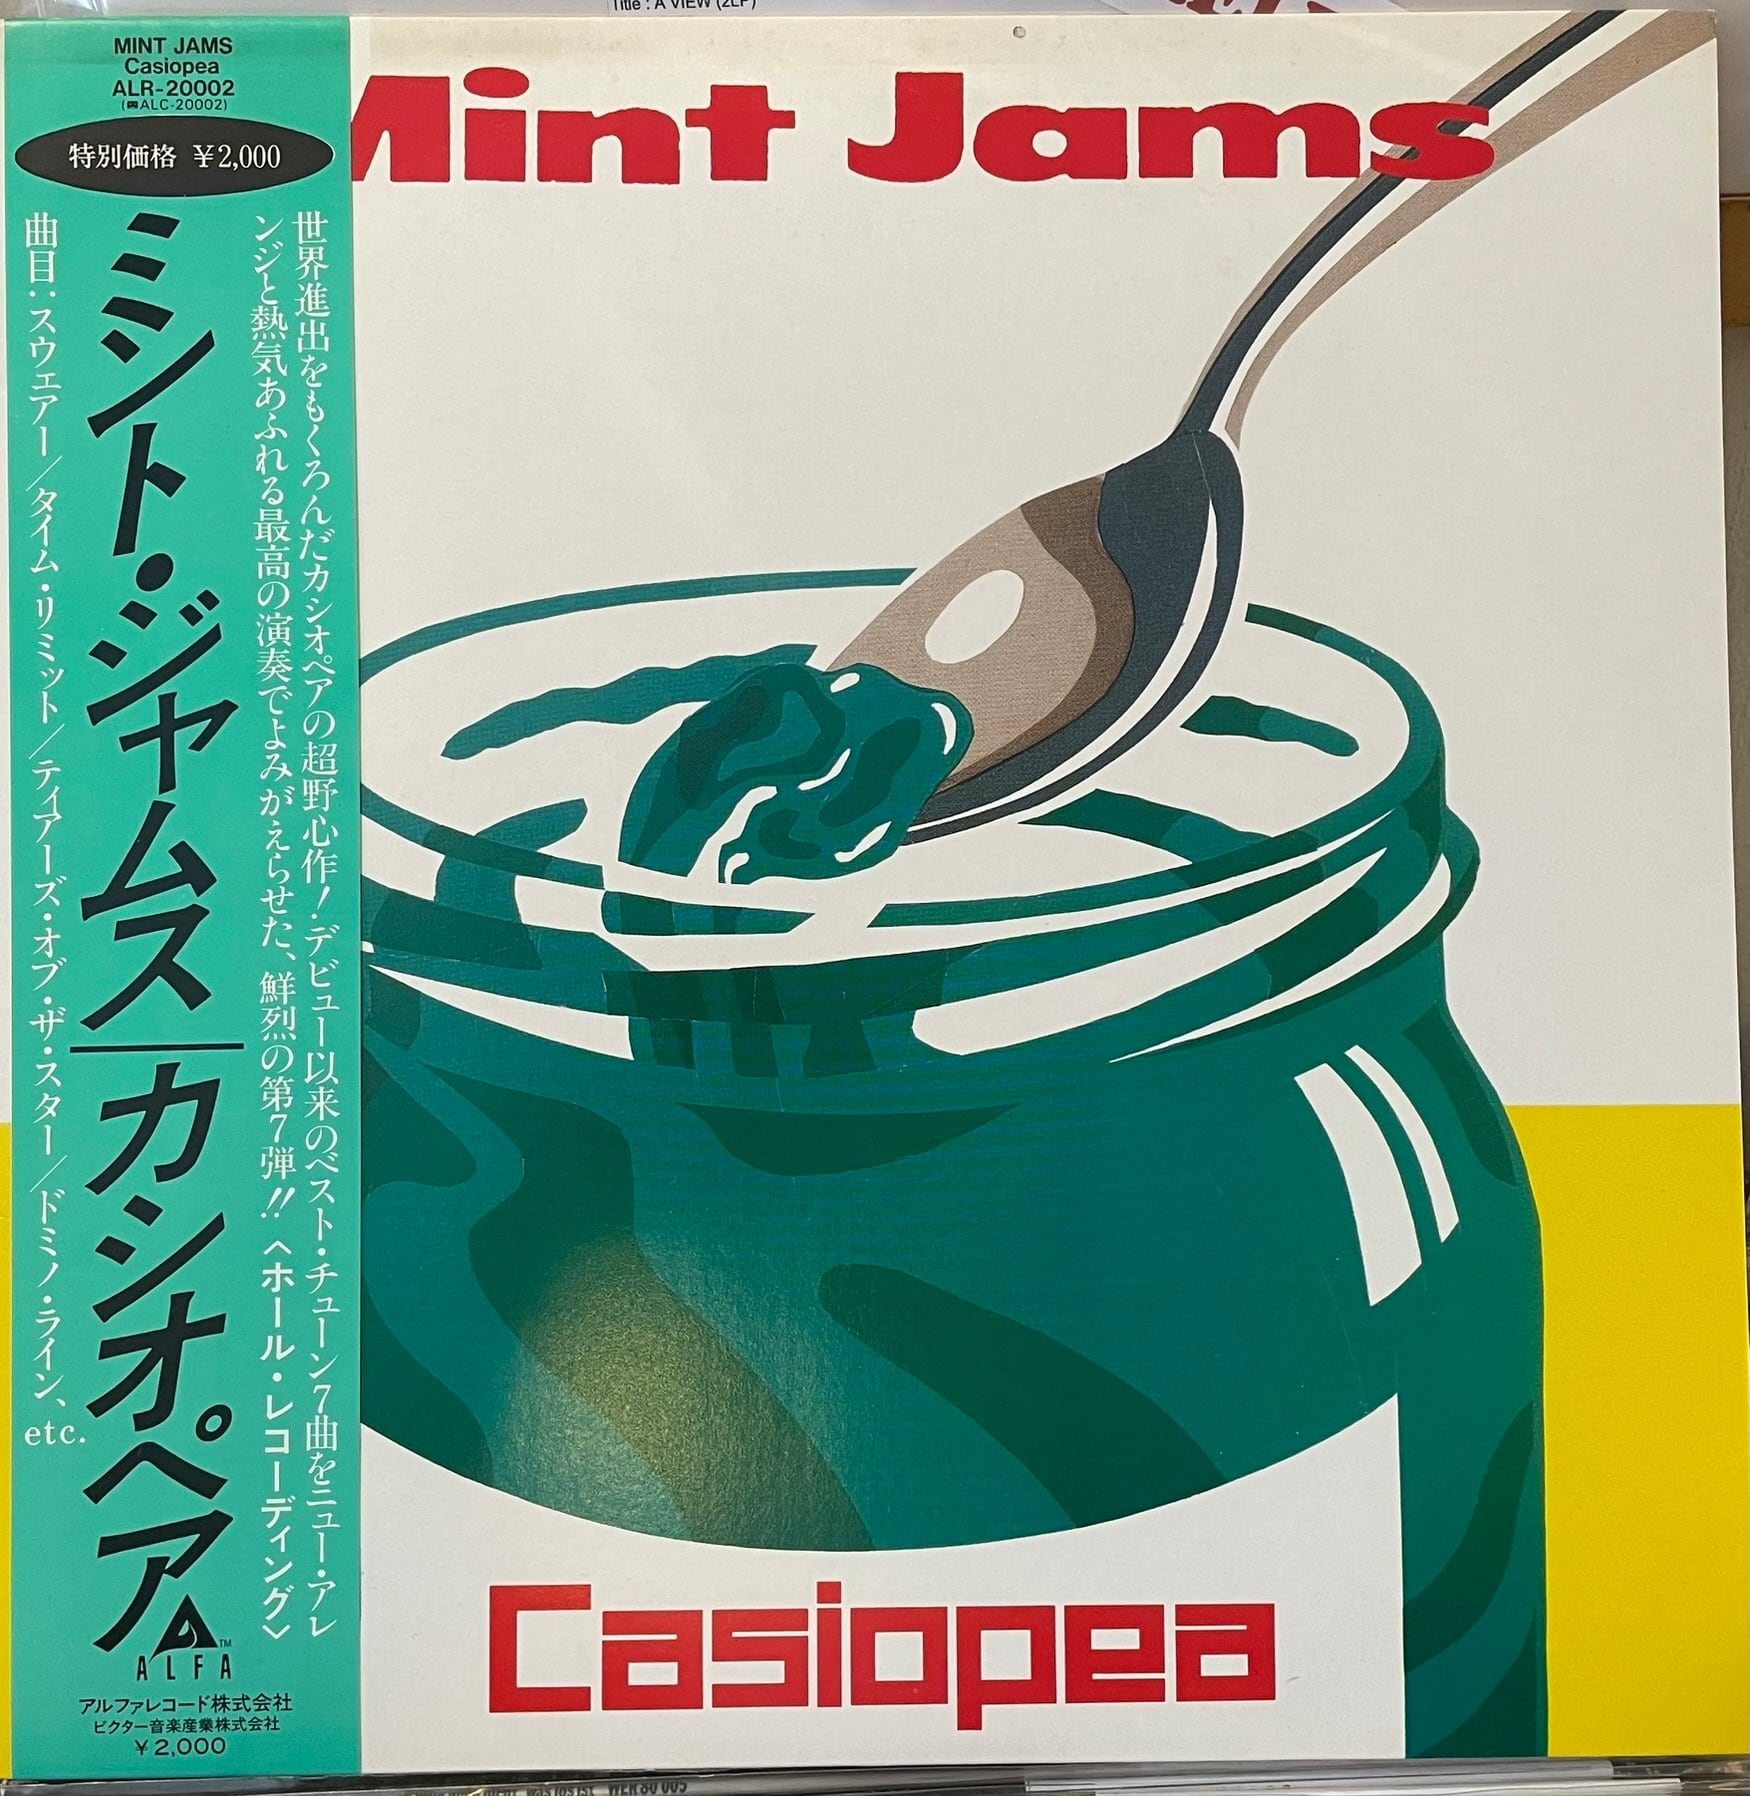 Title : A VIEW (2LP)
MINT JAMS
Casiopea
ALR-20002
(ALC-20002)
特別価格 ¥2,000
世界進出をもくろんだカシオペアの超野心作!デビュー以来のベスト・チューン7曲をニュー・アレ
ンジと熱気あふれる最高の演奏でよみがえらせた、鮮烈の第7弾!!〈ホール・レコーディング〉
ミント・ジャムス/カシオペア
曲目:スウェアー/タイム・リミット/ティアーズ・オブ・ザ・スター/ドミノ・ライン、etc.
ALFA
TM
アルファレコード株式会社
ビクター音楽産業株式会社
¥2,000
Mint Jams
Casiopea
WER 80 005